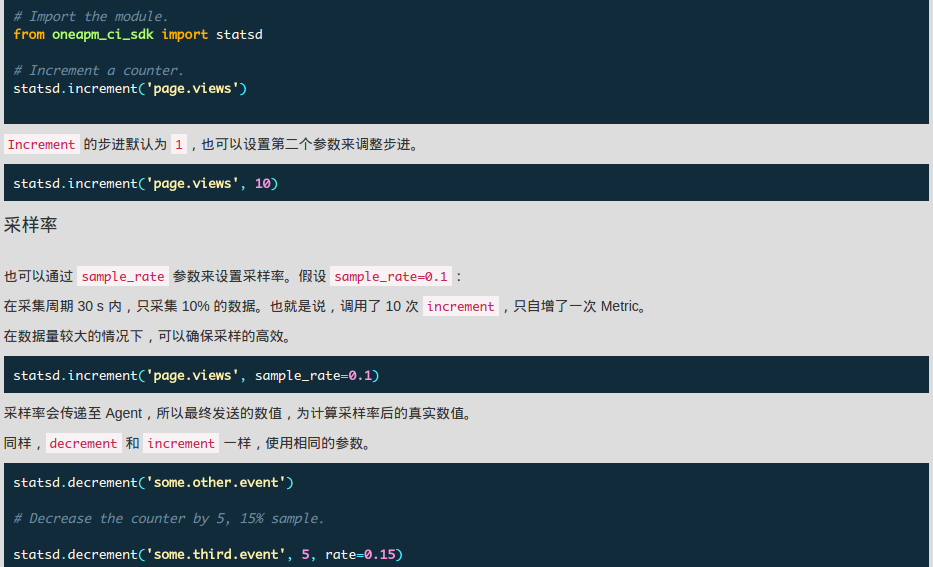 # Import the module.
from oneapm_ci_sdk import statsd
# Increment a counter.
statsd.increment('page.views')
Increment 的步进默认为 1 ，也可以设置第二个参数来调整步进。
statsd.increment('page.views', 10)
采样率
也可以通过 sample_rate 参数来设置采样率。假设 sample_rate=0.1 ：
在采集周期 30 s 内，只采集 10% 的数据。也就是说，调用了 10 次 increment ，只自增了一次 Metric。
在数据量较大的情况下，可以确保采样的高效。
statsd.increment('page.views', sample_rate=0.1)
采样率会传递至 Agent，所以最终发送的数值，为计算采样率后的真实数值。
同样，decrement 和 increment 一样，使用相同的参数。
statsd.decrement('some.other.event')
# Decrease the counter by 5, 15% sample.
statsd.decrement('some.third.event', 5, rate=0.15)